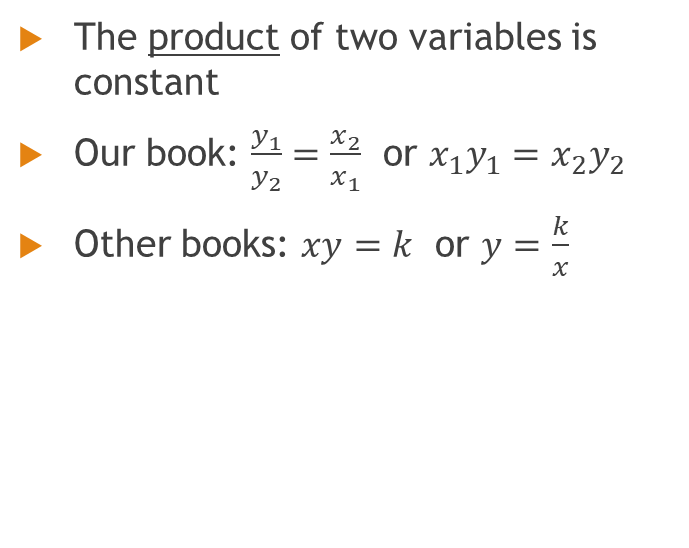 The product of two variables is
constant
Our book: y₁/y₂ = x₂/x₁ or x₁y₁ = x₂y₂
Other books: xy = k or y = k/x